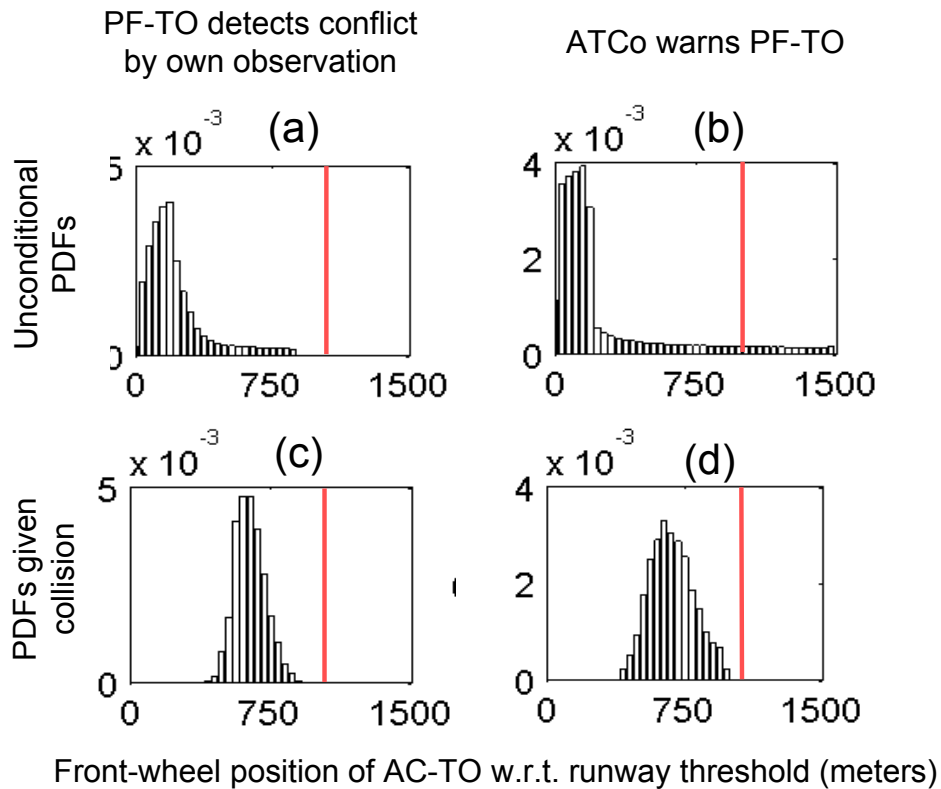 PF-TO detects conflict
by own observation
ATCo warns PF-TO
Unconditional
PDFs
x 10 -3
(a)
5
0
0 750 1500
x 10 -3
(b)
4
2
0
0 750 1500
PDFs given
collision
x 10 -3
(c)
5
0
0 750 1500
x 10 -3
(d)
4
2
0
0 750 1500
Front-wheel position of AC-TO w.r.t. runway threshold (meters)